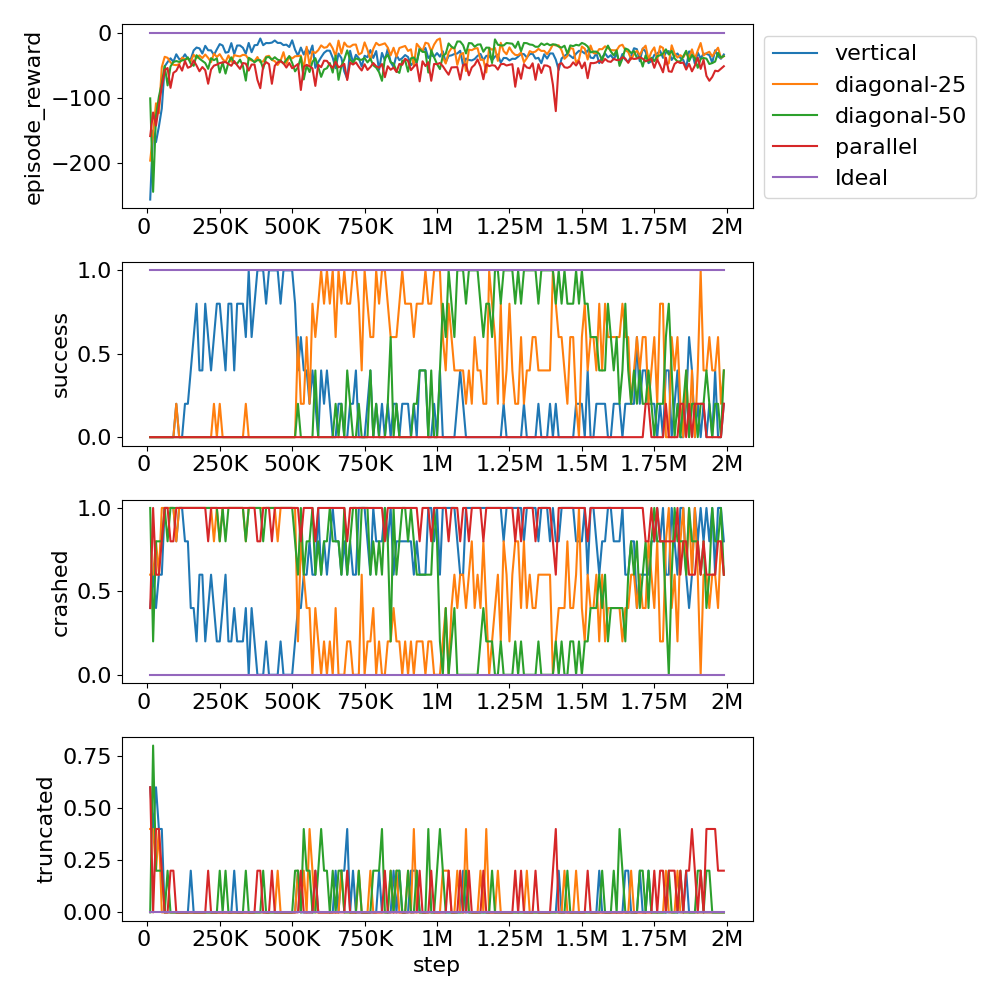 episode_reward
0
−100
−200
0 250K 500K 750K 1M 1.25M 1.5M 1.75M 2M
vertical
diagonal-25
diagonal-50
parallel
Ideal
success
1.0
0.5
0.0
0 250K 500K 750K 1M 1.25M 1.5M 1.75M 2M
crashed
1.0
0.5
0.0
0 250K 500K 750K 1M 1.25M 1.5M 1.75M 2M
truncated
0.75
0.50
0.25
0.00
0 250K 500K 750K 1M 1.25M 1.5M 1.75M 2M
step